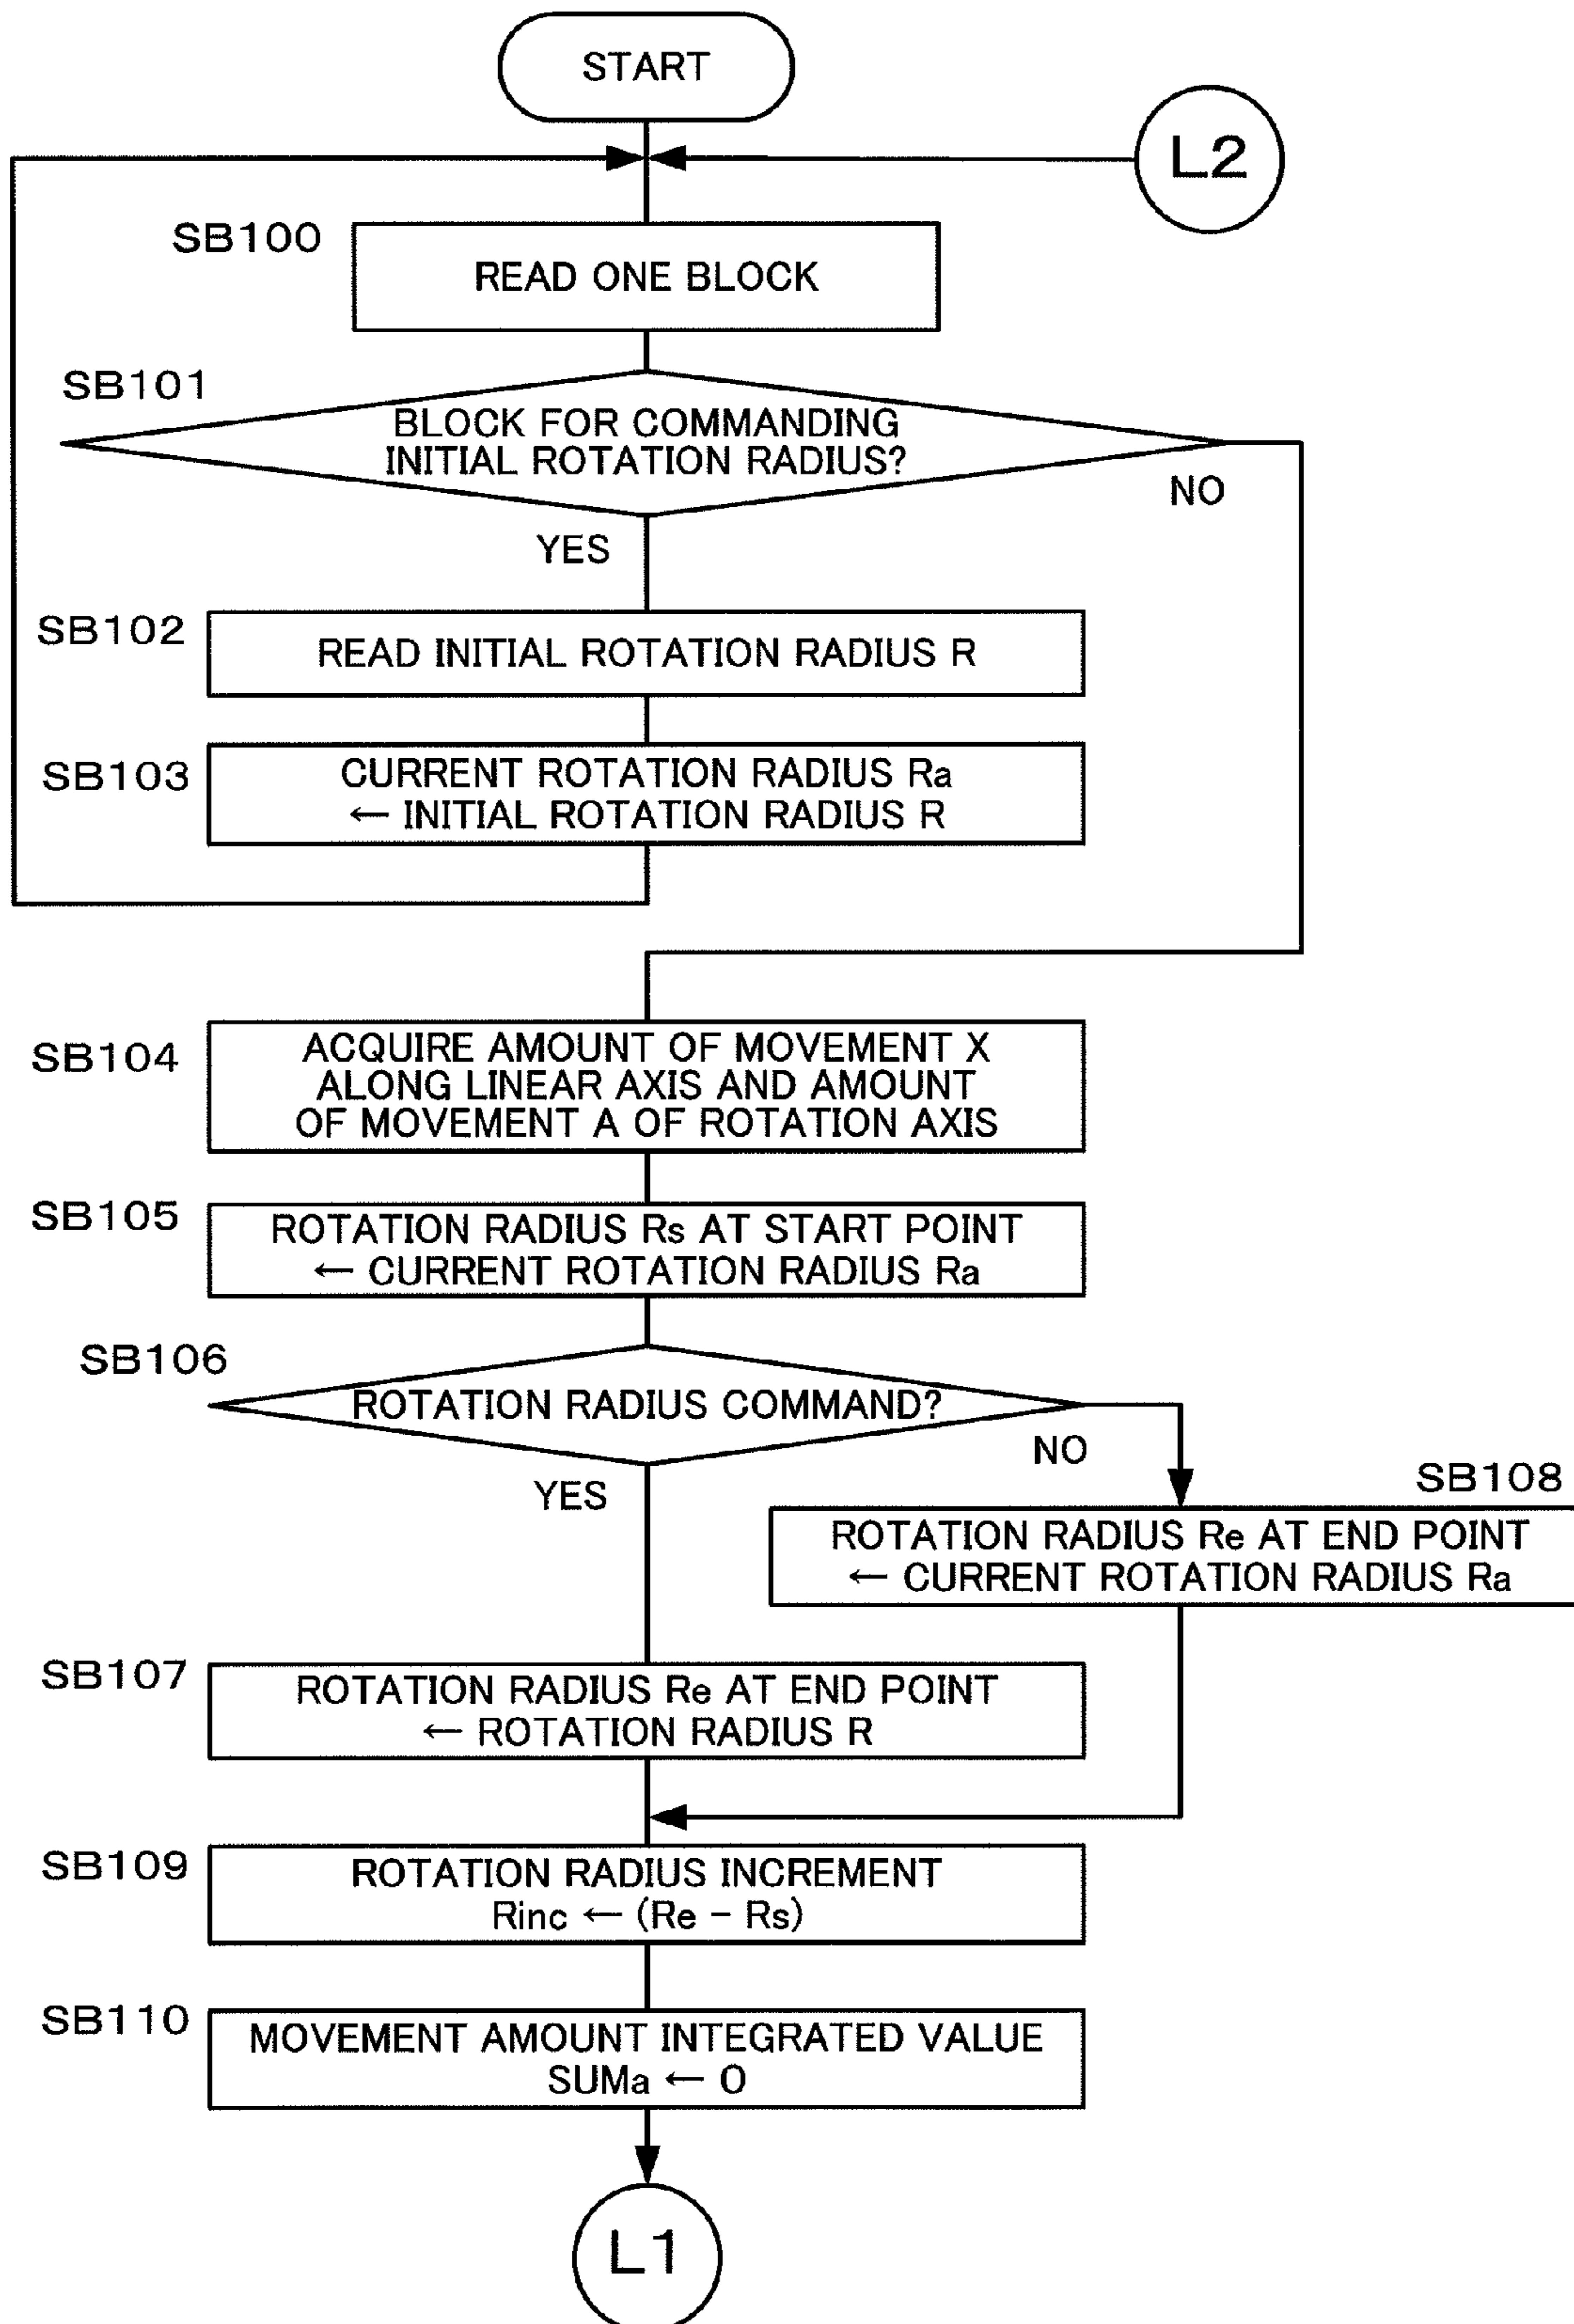 START
L2
SB100
READ ONE BLOCK
SB101
BLOCK FOR COMMANDING
INITIAL ROTATION RADIUS?
NO
YES
SB102
READ INITIAL ROTATION RADIUS R
SB103
CURRENT ROTATION RADIUS Ra
← INITIAL ROTATION RADIUS R
SB104
ACQUIRE AMOUNT OF MOVEMENT X
ALONG LINEAR AXIS AND AMOUNT
OF MOVEMENT A OF ROTATION AXIS
SB105
ROTATION RADIUS Rs AT START POINT
← CURRENT ROTATION RADIUS Ra
SB106
ROTATION RADIUS COMMAND?
NO
YES
SB108
ROTATION RADIUS Re AT END POINT
← CURRENT ROTATION RADIUS Ra
SB107
ROTATION RADIUS Re AT END POINT
← ROTATION RADIUS R
SB109
ROTATION RADIUS INCREMENT
Rinc ← (Re − Rs)
SB110
MOVEMENT AMOUNT INTEGRATED VALUE
SUMa ← 0
L1